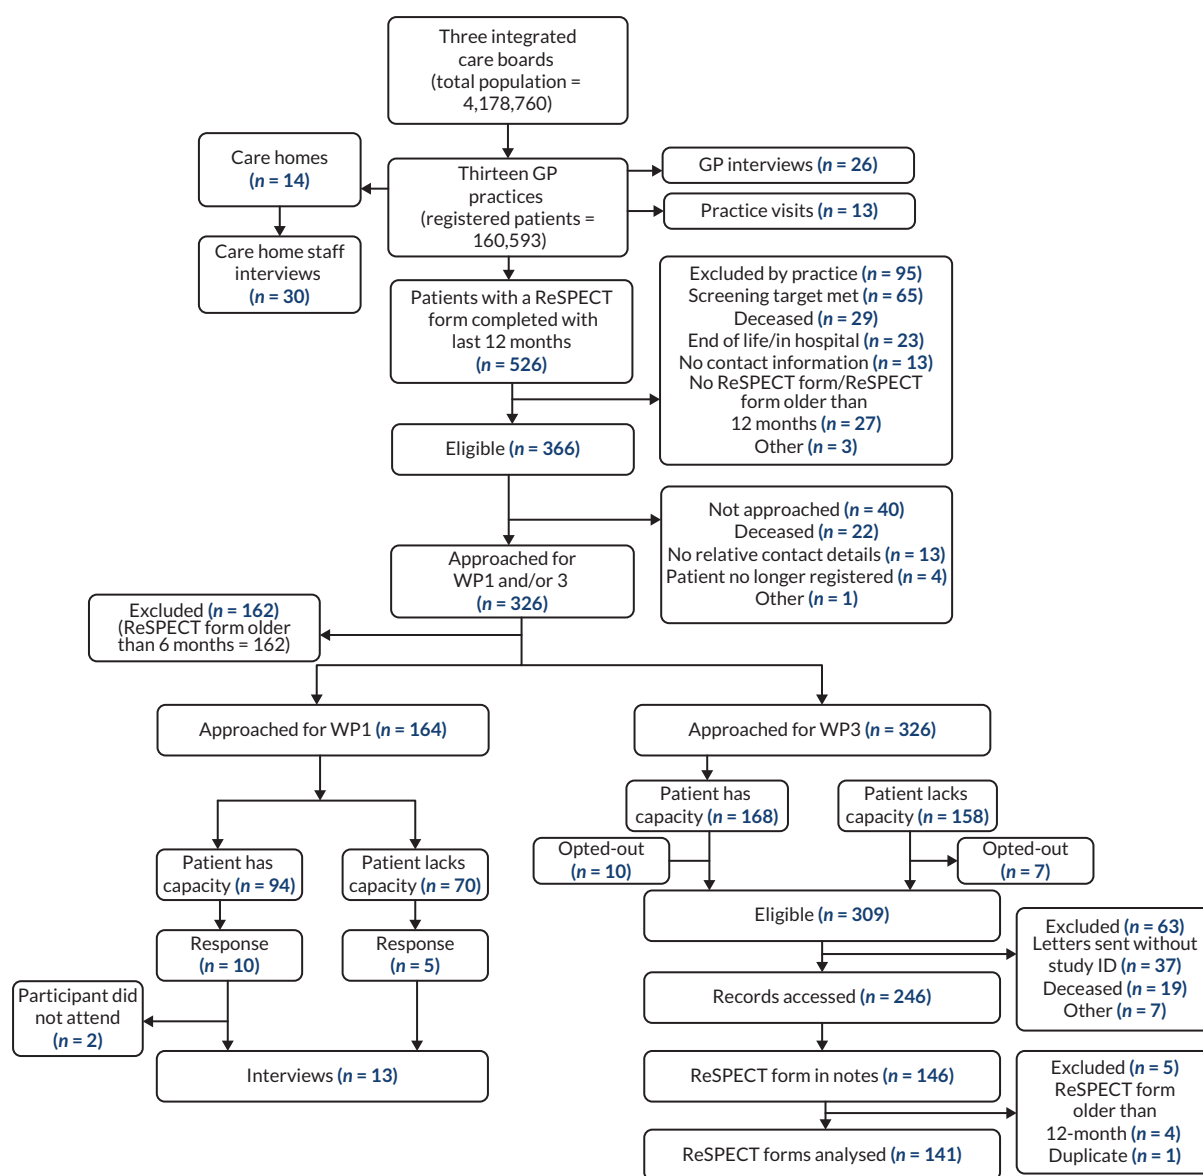 Three integrated
care boards
(total population =
4,178,760)
Care homes
(n = 14)
Thirteen GP
practices
(registered patients =
160,593)
GP interviews (n = 26)
Practice visits (n = 13)
Care home staff
interviews
(n = 30)
Patients with a ReSPECT
form completed with
last 12 months
(n = 526)
Excluded by practice (n = 95)
Screening target met (n = 65)
Deceased (n = 29)
End of life/in hospital (n = 23)
No contact information (n = 13)
No ReSPECT form/ReSPECT
form older than
12 months (n = 27)
Other (n = 3)
Eligible (n = 366)
Not approached (n = 40)
Deceased (n = 22)
No relative contact details (n = 13)
Patient no longer registered (n = 4)
Other (n = 1)
Approached for
WP1 and/or 3
(n = 326)
Excluded (n = 162)
(ReSPECT form older
than 6 months = 162)
Approached for WP1 (n = 164)
Approached for WP3 (n = 326)
Patient has
capacity (n = 168)
Patient lacks
capacity (n = 158)
Opted-out
(n = 10)
Opted-out
(n = 7)
Patient has
capacity (n = 94)
Patient lacks
capacity (n = 70)
Eligible (n = 309)
Excluded (n = 63)
Letters sent without
study ID (n = 37)
Deceased (n = 19)
Other (n = 7)
Response
(n = 10)
Response
(n = 5)
Participant did
not attend
(n = 2)
Records accessed (n = 246)
Interviews (n = 13)
ReSPECT form in notes (n = 146)
Excluded (n = 5)
ReSPECT form
older than
12-month (n = 4)
Duplicate (n = 1)
ReSPECT forms analysed (n = 141)